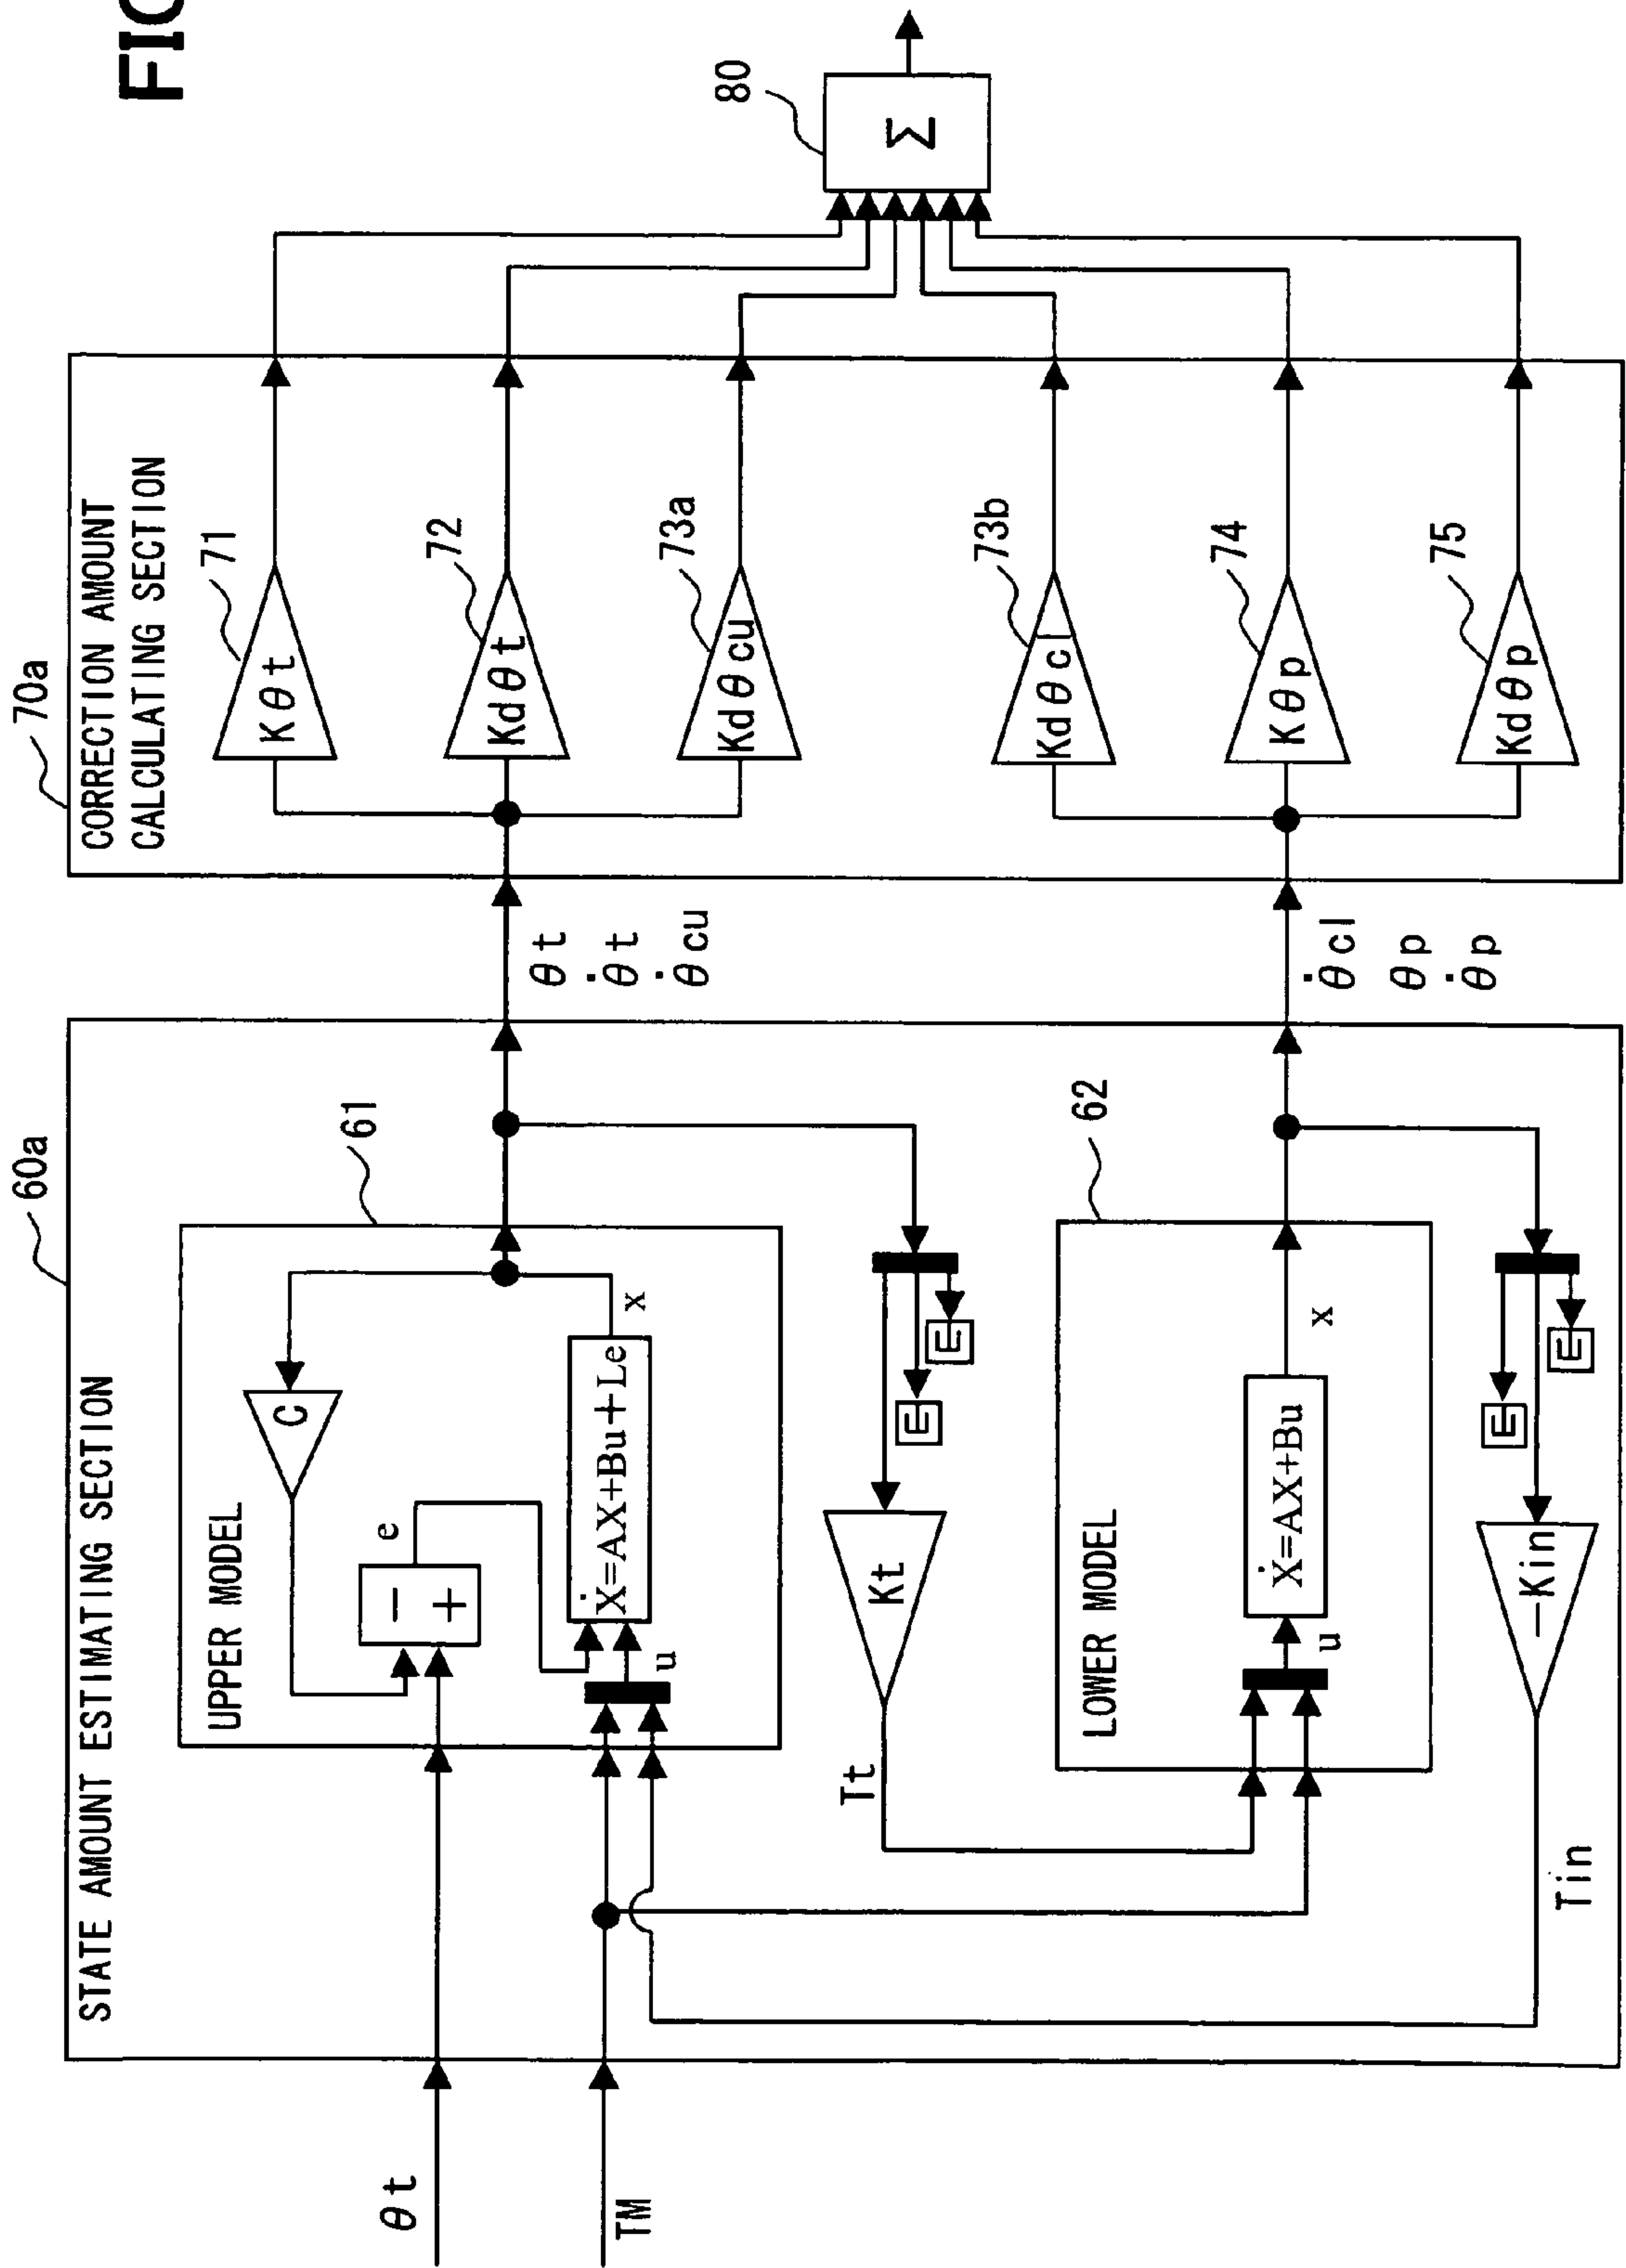 FIG
60a
STATE AMOUNT ESTIMATING SECTION
UPPER MODEL
61
C
−
+
e
Ẋ=AX+Bu+Le
x
u
θt
TM
Kt
Tt
E
E
LOWER MODEL
62
Ẋ=AX+Bu
x
u
E
E
−Kin
Tin
θt
θ̇t
θ̇cu
θ̇cl
θp
θ̇p
70a
CORRECTION AMOUNT
CALCULATING SECTION
71
Kθt
72
Kdθt
73a
Kdθcu
73b
Kdθcl
74
Kθp
75
Kdθp
80
Σ